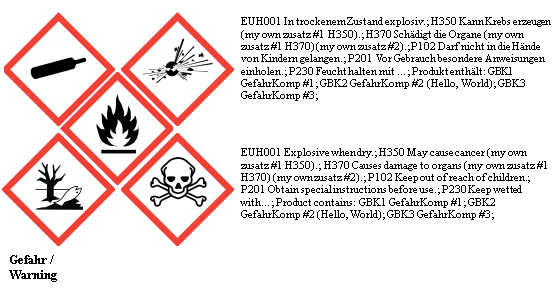 EUH001 In trockenem Zustand explosiv.; H350 Kann Krebs erzeugen
(my own zusatz #1 H350).; H370 Schädigt die Organe (my own
zusatz #1 H370) (my own zusatz #2).; P102 Darf nicht in die Hände
von Kindern gelangen.; P201 Vor Gebrauch besondere Anweisungen
einholen.; P230 Feucht halten mit ...; Produkt enthält: GBK1
GefahrKomp #1; GBK2 GefahrKomp #2 (Hello, World); GBK3
GefahrKomp #3;
EUH001 Explosive when dry.; H350 May cause cancer (my own
zusatz #1 H350).; H370 Causes damage to organs (my own zusatz #1
H370) (my own zusatz #2).; P102 Keep out of reach of children.;
P201 Obtain special instructions before use.; P230 Keep wetted
with...; Product contains: GBK1 GefahrKomp #1; GBK2
GefahrKomp #2 (Hello, World); GBK3 GefahrKomp #3;
Gefahr /
Warning